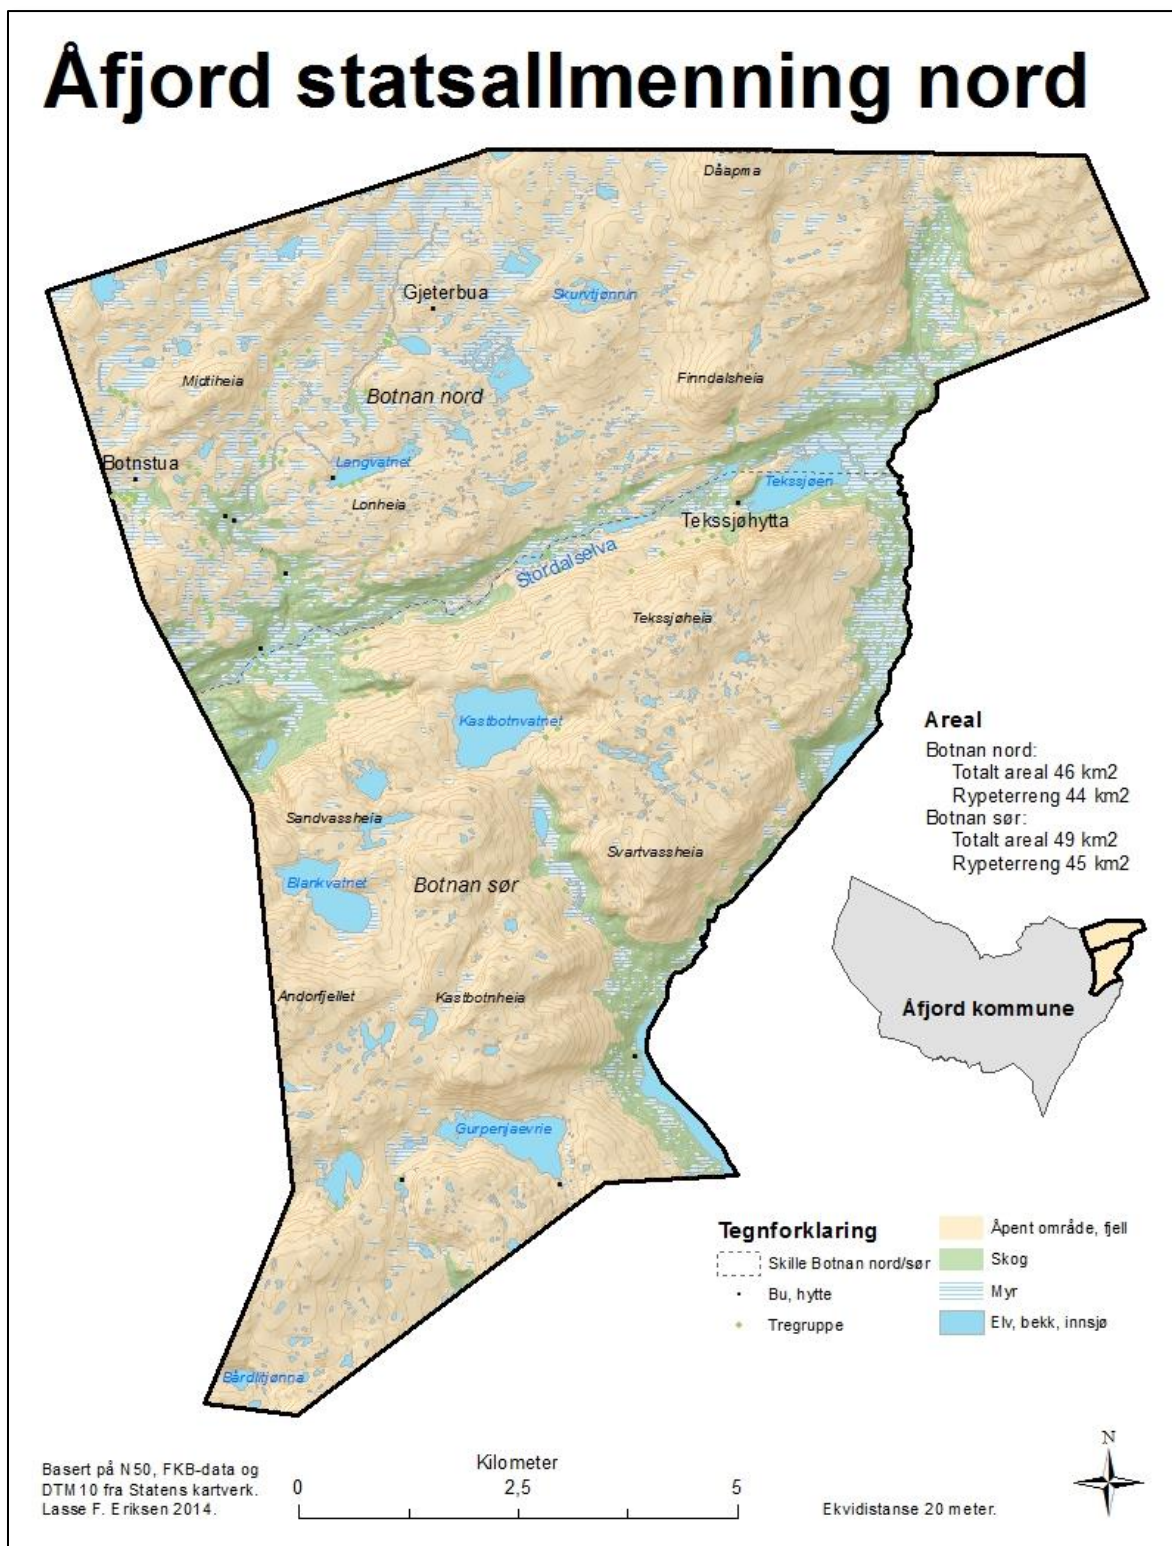 Åfjord statsallmenning nord
Dåapma
Gjeterbua
Skurvtjønnin
Midtiheia
Botnan nord
Finndalsheia
Botnstua
Langvatnet
Tekssjøen
Lonheia
Tekssjøhytta
Stordalselva
Tekssjøheia
Kastbotnvatnet
Sandvassheia
Svartvassheia
Blankvatnet
Botnan sør
Andorfjellet
Kastbotnheia
Gurpenjaevrie
Bårdlitjønna
Areal
Botnan nord:
Totalt areal 46 km2
Rypeterreng 44 km2
Botnan sør:
Totalt areal 49 km2
Rypeterreng 45 km2
Åfjord kommune
Tegnforklaring
Skille Botnan nord/sør
Bu, hytte
Tregruppe
Åpent område, fjell
Skog
Myr
Elv, bekk, innsjø
Basert på N50, FKB-data og
DTM10 fra Statens kartverk.
Lasse F. Eriksen 2014.
Kilometer
0 2,5 5
Ekvidistanse 20 meter.
N